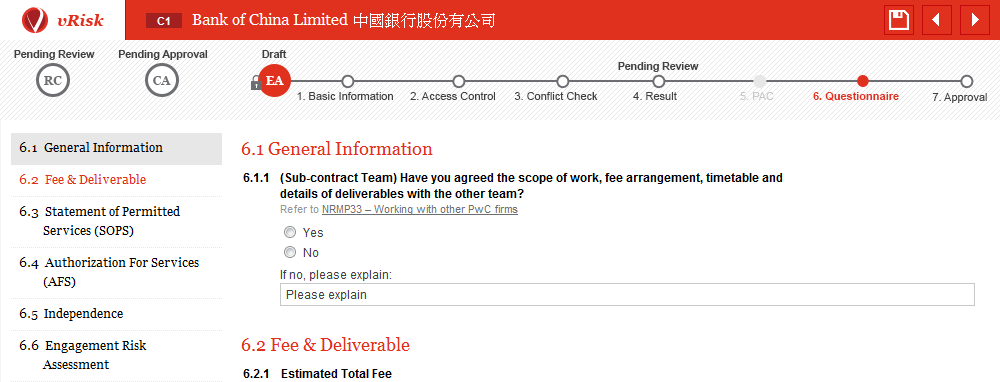 vRisk
C1 Bank of China Limited 中國銀行股份有公司
Pending Review
Pending Approval
Draft
RC
CA
EA
Pending Review
1. Basic Information
2. Access Control
3. Conflict Check
4. Result
5. PAC
6. Questionnaire
7. Approval
6.1 General Information
6.2 Fee & Deliverable
6.3 Statement of Permitted
Services (SOPS)
6.4 Authorization For Services
(AFS)
6.5 Independence
6.6 Engagement Risk
Assessment
6.1 General Information
6.1.1 (Sub-contract Team) Have you agreed the scope of work, fee arrangement, timetable and
details of deliverables with the other team?
Refer to NRMP33 – Working with other PwC firms
Yes
No
If no, please explain:
Please explain
6.2 Fee & Deliverable
6.2.1 Estimated Total Fee